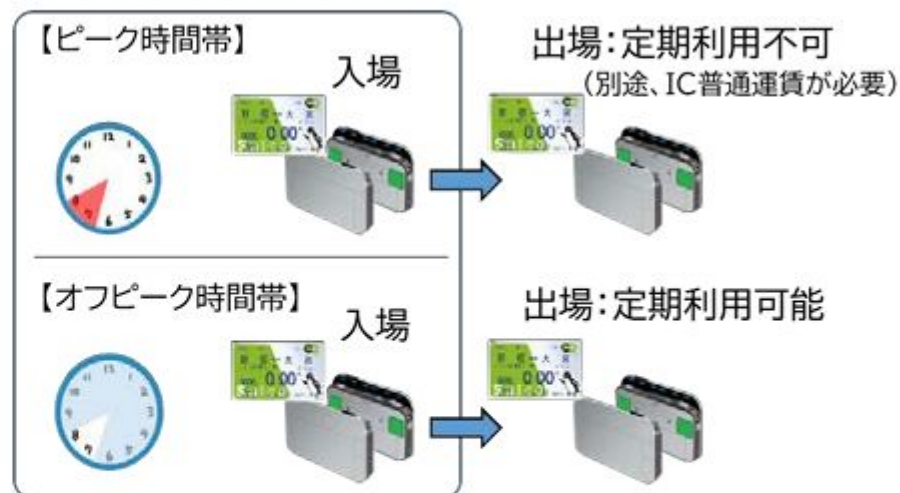 【ピーク時間帯】
入場
出場：定期利用不可
（別途、IC普通運賃が必要）
【オフピーク時間帯】
入場
出場：定期利用可能